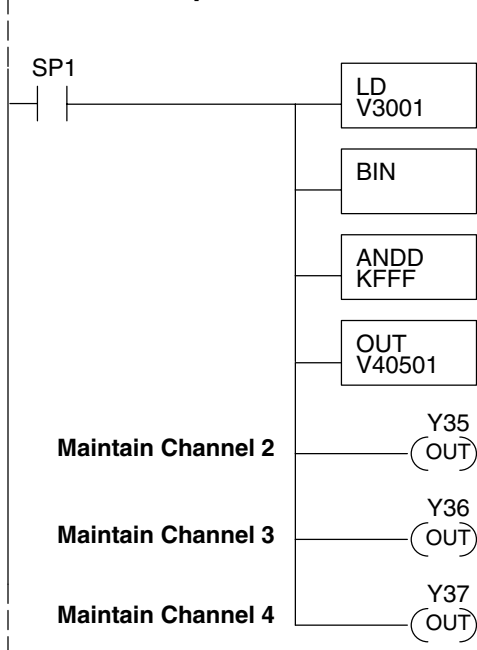 SP1
LD
V3001
BIN
ANDD
KFFF
OUT
V40501
Y35
Maintain Channel 2
OUT
Y36
Maintain Channel 3
OUT
Y37
Maintain Channel 4
OUT